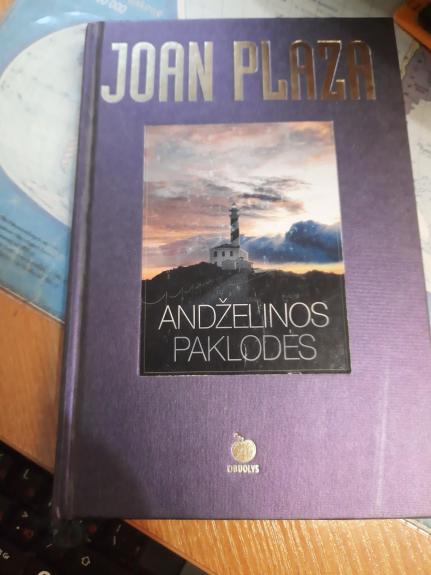 JOAN PLAZA
ANDŽELINOS
PAKLODĖS
OBUOLYS